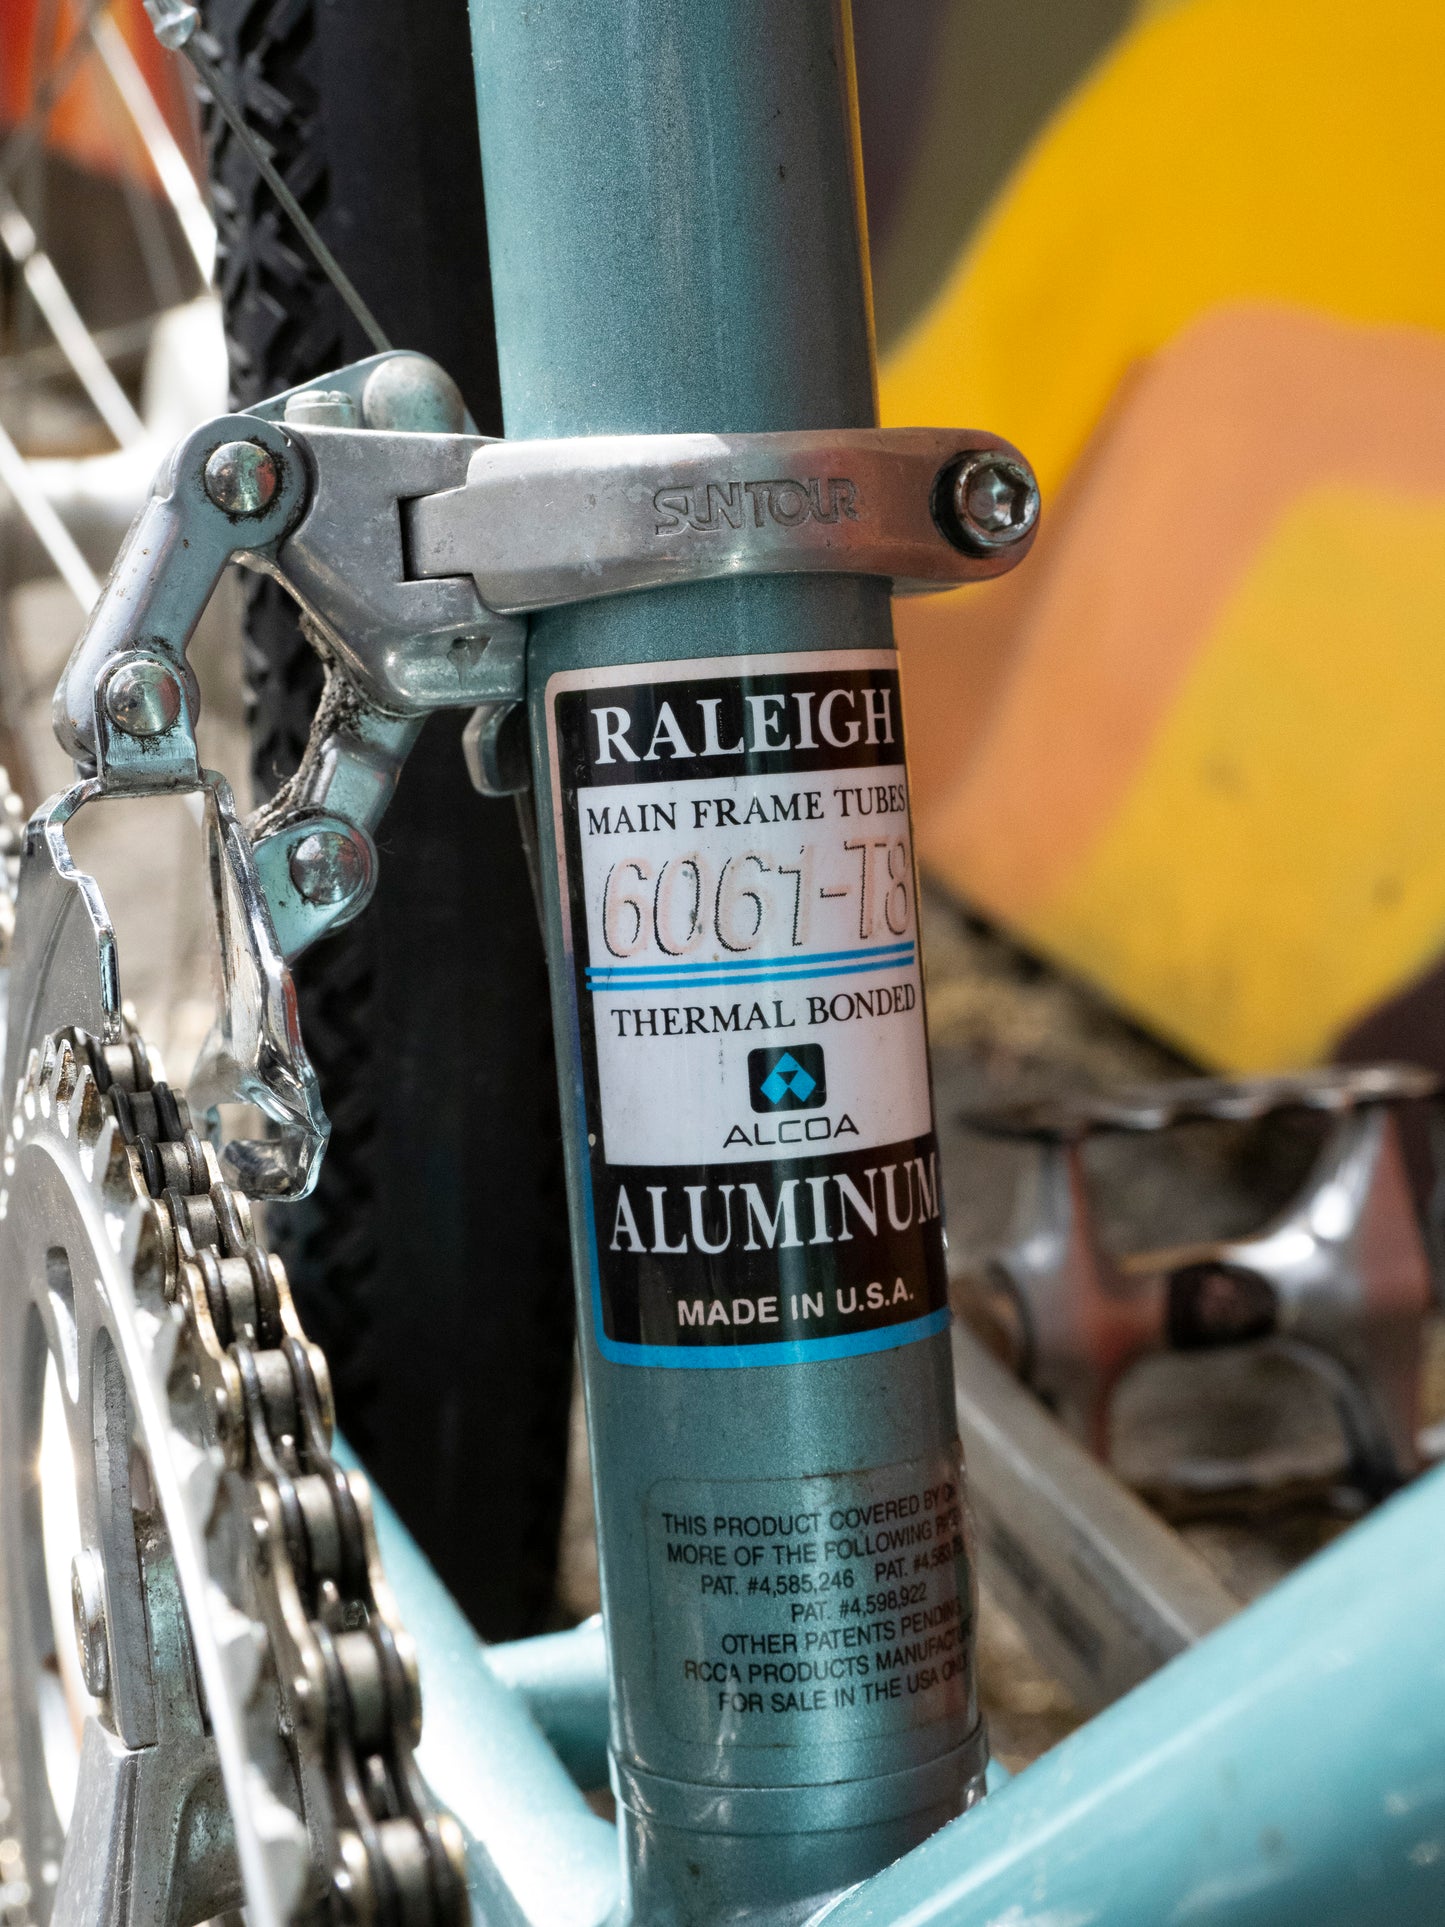 SUNTOUR
RALEIGH
MAIN FRAME TUBES
6061-T8
THERMAL BONDED
ALCOA
ALUMINUM
MADE IN U.S.A.
THIS PRODUCT COVERED BY
MORE OF THE FOLLOWING
PAT. #4,585,246 PAT.
PAT. #4,598,922
OTHER PATENTS PENDING
RCCA PRODUCTS
FOR SALE IN THE USA